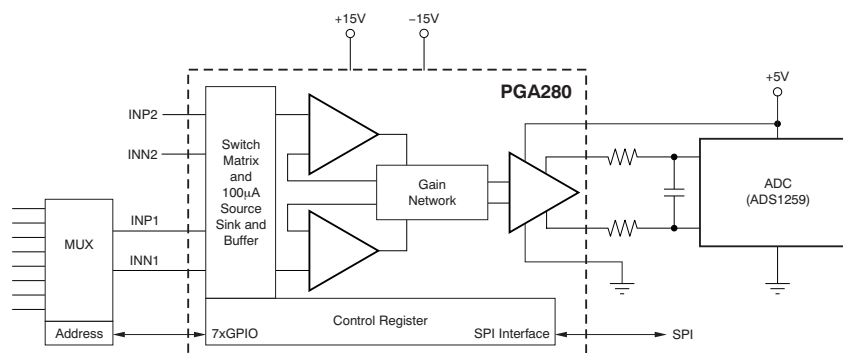 +15V
−15V
PGA280
+5V
INP2
INN2
INP1
INN1
Switch
Matrix
and
100μA
Source
Sink and
Buffer
Gain
Network
ADC
(ADS1259)
MUX
Address
7xGPIO
Control Register
SPI Interface
SPI